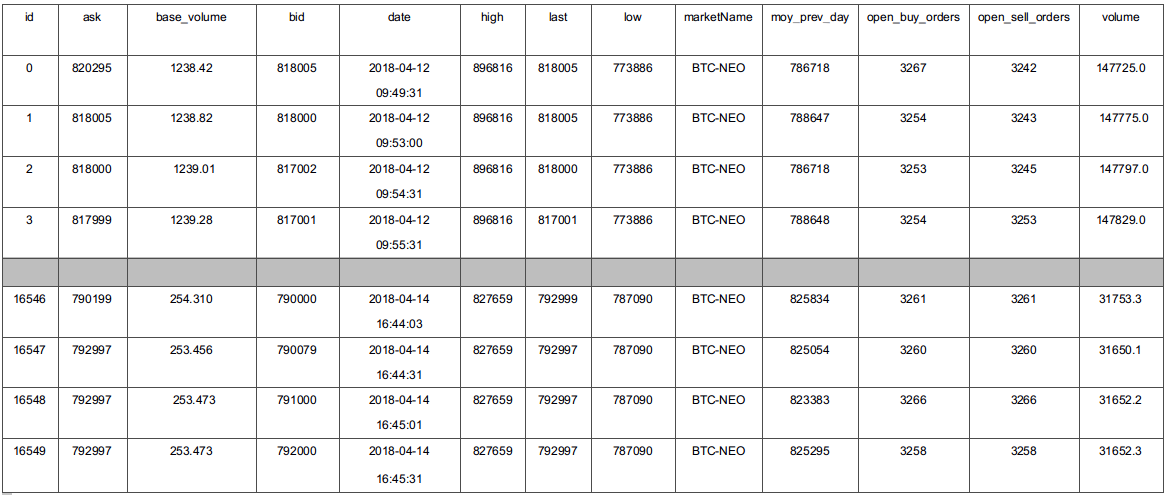 id ask base_volume bid date high last low marketName moy_prev_day open_buy_orders open_sell_orders volume
0 820295 1238.42 818005 2018-04-12 896816 818005 773886 BTC-NEO 786718 3267 3242 147725.0
09:49:31
1 818005 1238.82 818000 2018-04-12 896816 818005 773886 BTC-NEO 788647 3254 3243 147775.0
09:53:00
2 818000 1239.01 817002 2018-04-12 896816 818000 773886 BTC-NEO 786718 3253 3245 147797.0
09:54:31
3 817999 1239.28 817001 2018-04-12 896816 817001 773886 BTC-NEO 788648 3254 3253 147829.0
09:55:31
16546 790199 254.310 790000 2018-04-14 827659 792999 787090 BTC-NEO 825834 3261 3261 31753.3
16:44:03
16547 792997 253.456 790079 2018-04-14 827659 792997 787090 BTC-NEO 825054 3260 3260 31650.1
16:44:31
16548 792997 253.473 791000 2018-04-14 827659 792997 787090 BTC-NEO 823383 3266 3266 31652.2
16:45:01
16549 792997 253.473 792000 2018-04-14 827659 792997 787090 BTC-NEO 825295 3258 3258 31652.3
16:45:31